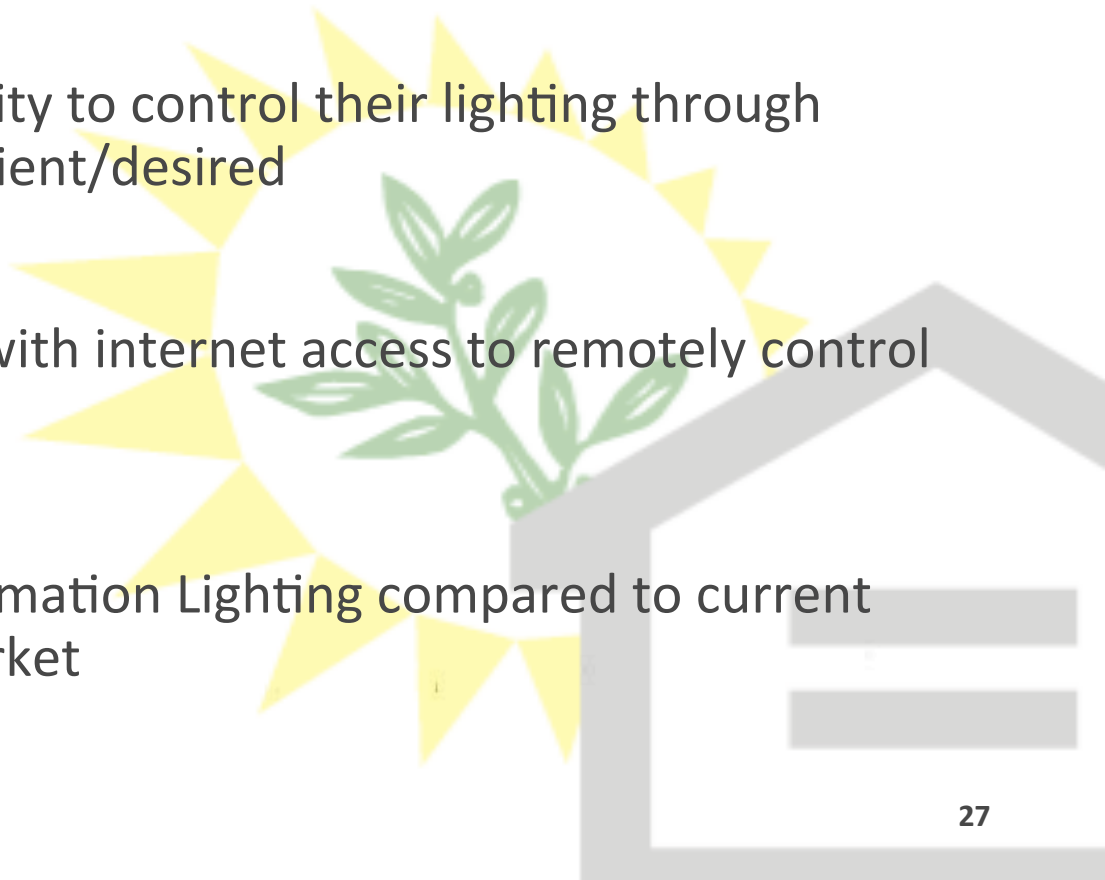 ity to control their lighting through
ient/desired
with internet access to remotely control
mation Lighting compared to current
rket
27